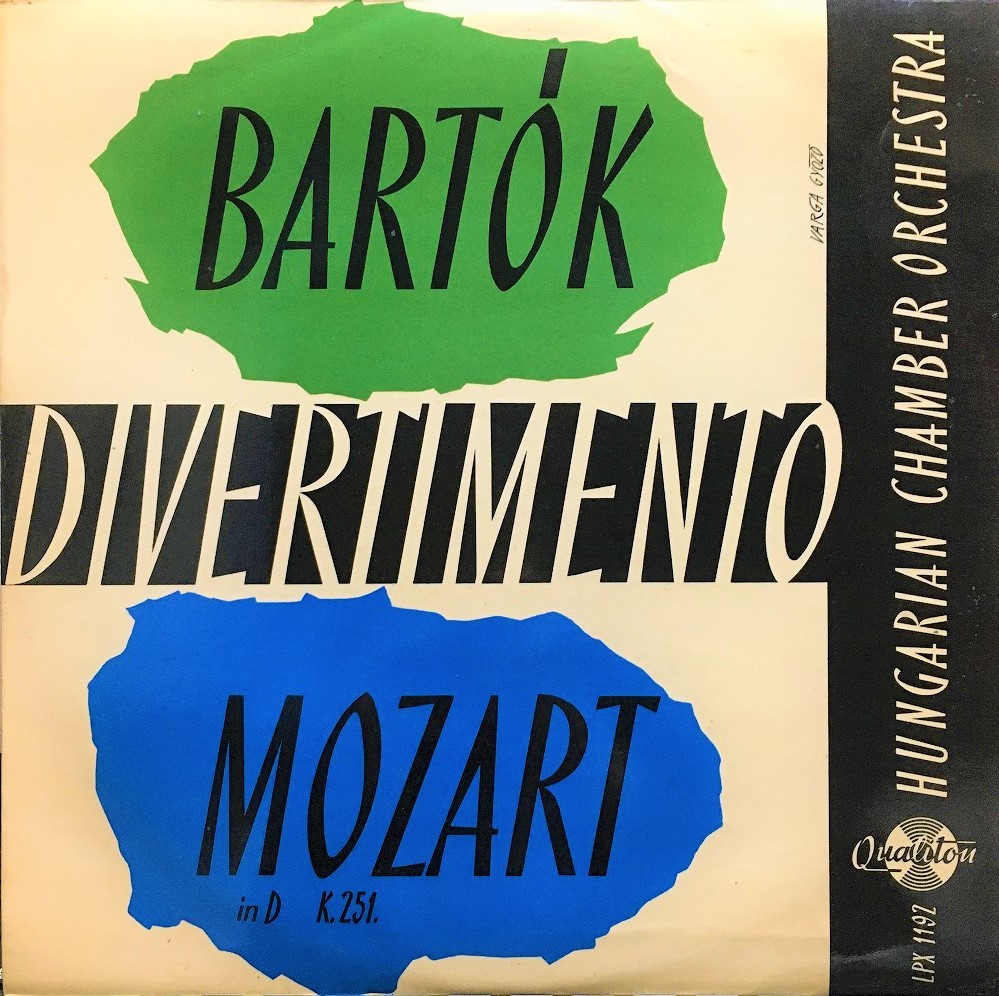 BARTÓK
DIVERTIMENTO
MOZART
in D K.251.
VARGA GYŐZŐ
HUNGARIAN CHAMBER ORCHESTRA
Qualiton
LPX 1192